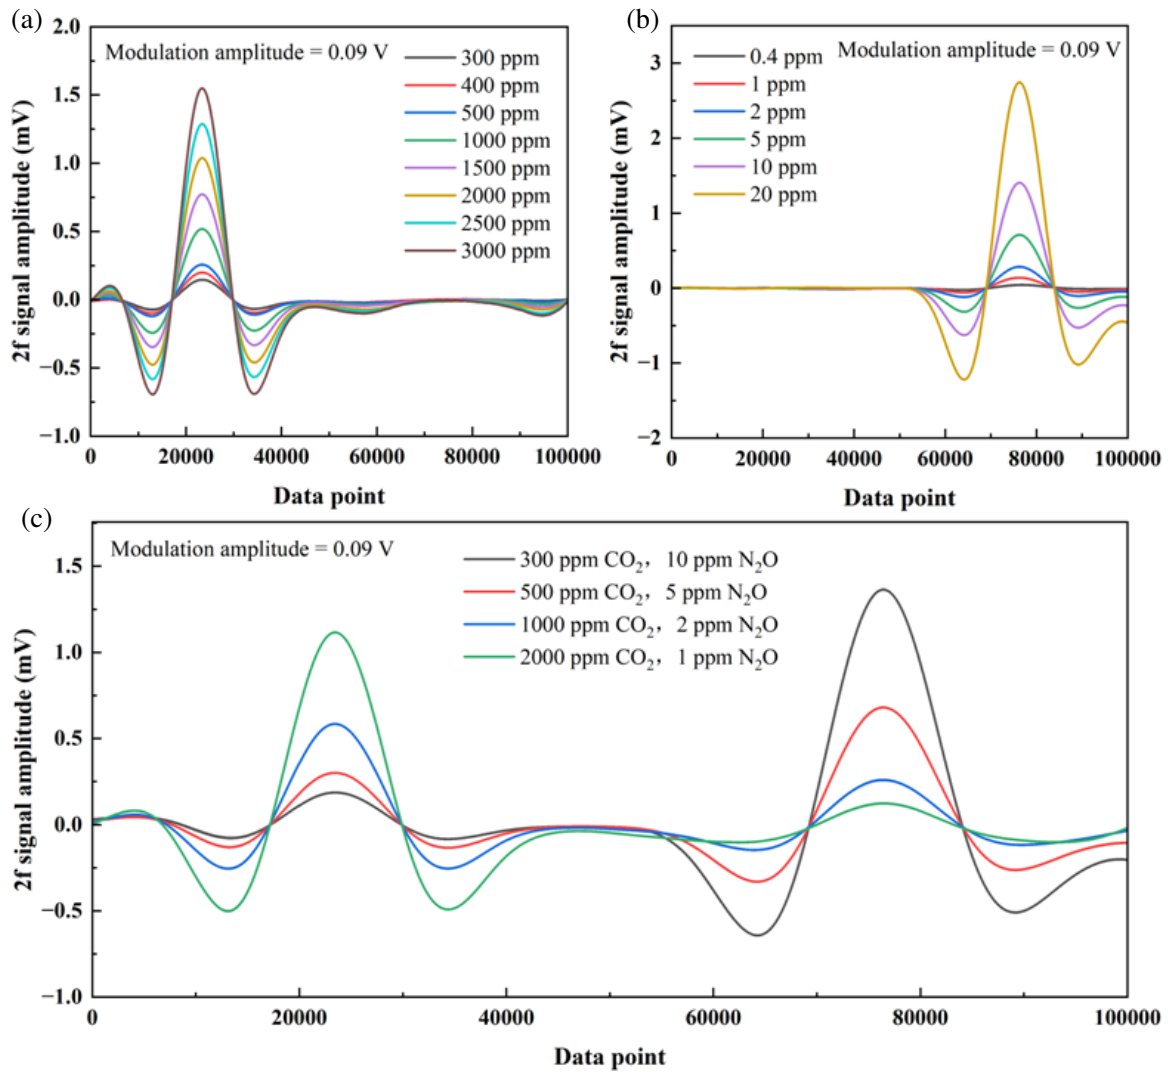 (a)
2.0
1.5
1.0
0.5
0.0
−0.5
−1.0
2f signal amplitude (mV)
Modulation amplitude = 0.09 V
300 ppm
400 ppm
500 ppm
1000 ppm
1500 ppm
2000 ppm
2500 ppm
3000 ppm
0 20000 40000 60000 80000 100000
Data point
(b)
3
2
1
0
−1
−2
2f signal amplitude (mV)
Modulation amplitude = 0.09 V
0.4 ppm
1 ppm
2 ppm
5 ppm
10 ppm
20 ppm
0 20000 40000 60000 80000 100000
Data point
(c)
1.5
1.0
0.5
0.0
−0.5
−1.0
2f signal amplitude (mV)
Modulation amplitude = 0.09 V
300 ppm CO₂，10 ppm N₂O
500 ppm CO₂，5 ppm N₂O
1000 ppm CO₂，2 ppm N₂O
2000 ppm CO₂，1 ppm N₂O
0 20000 40000 60000 80000 100000
Data point